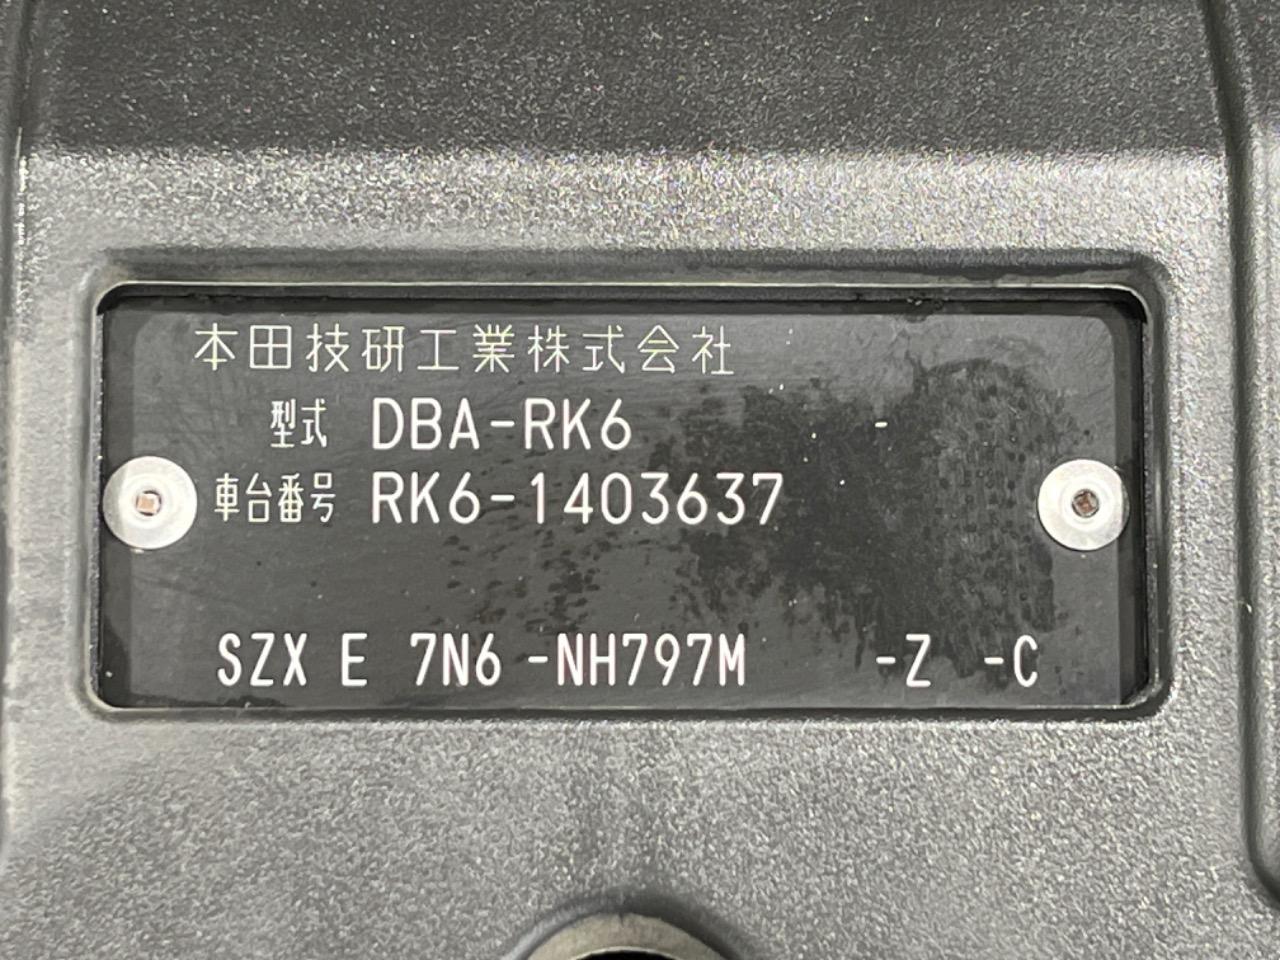 本田技研工業株式会社
型式 DBA-RK6 -
車台番号 RK6-1403637
SZX E 7N6 -NH797M -Z -C